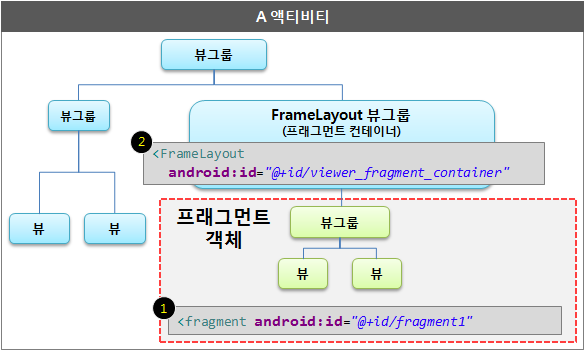 A 액티비티
뷰그룹
뷰그룹
FrameLayout 뷰그룹
(프래그먼트 컨테이너)
2
<FrameLayout
android:id="@+id/viewer_fragment_container"
뷰
뷰
프래그먼트
객체
뷰그룹
뷰
뷰
1
<fragment android:id="@+id/fragment1"